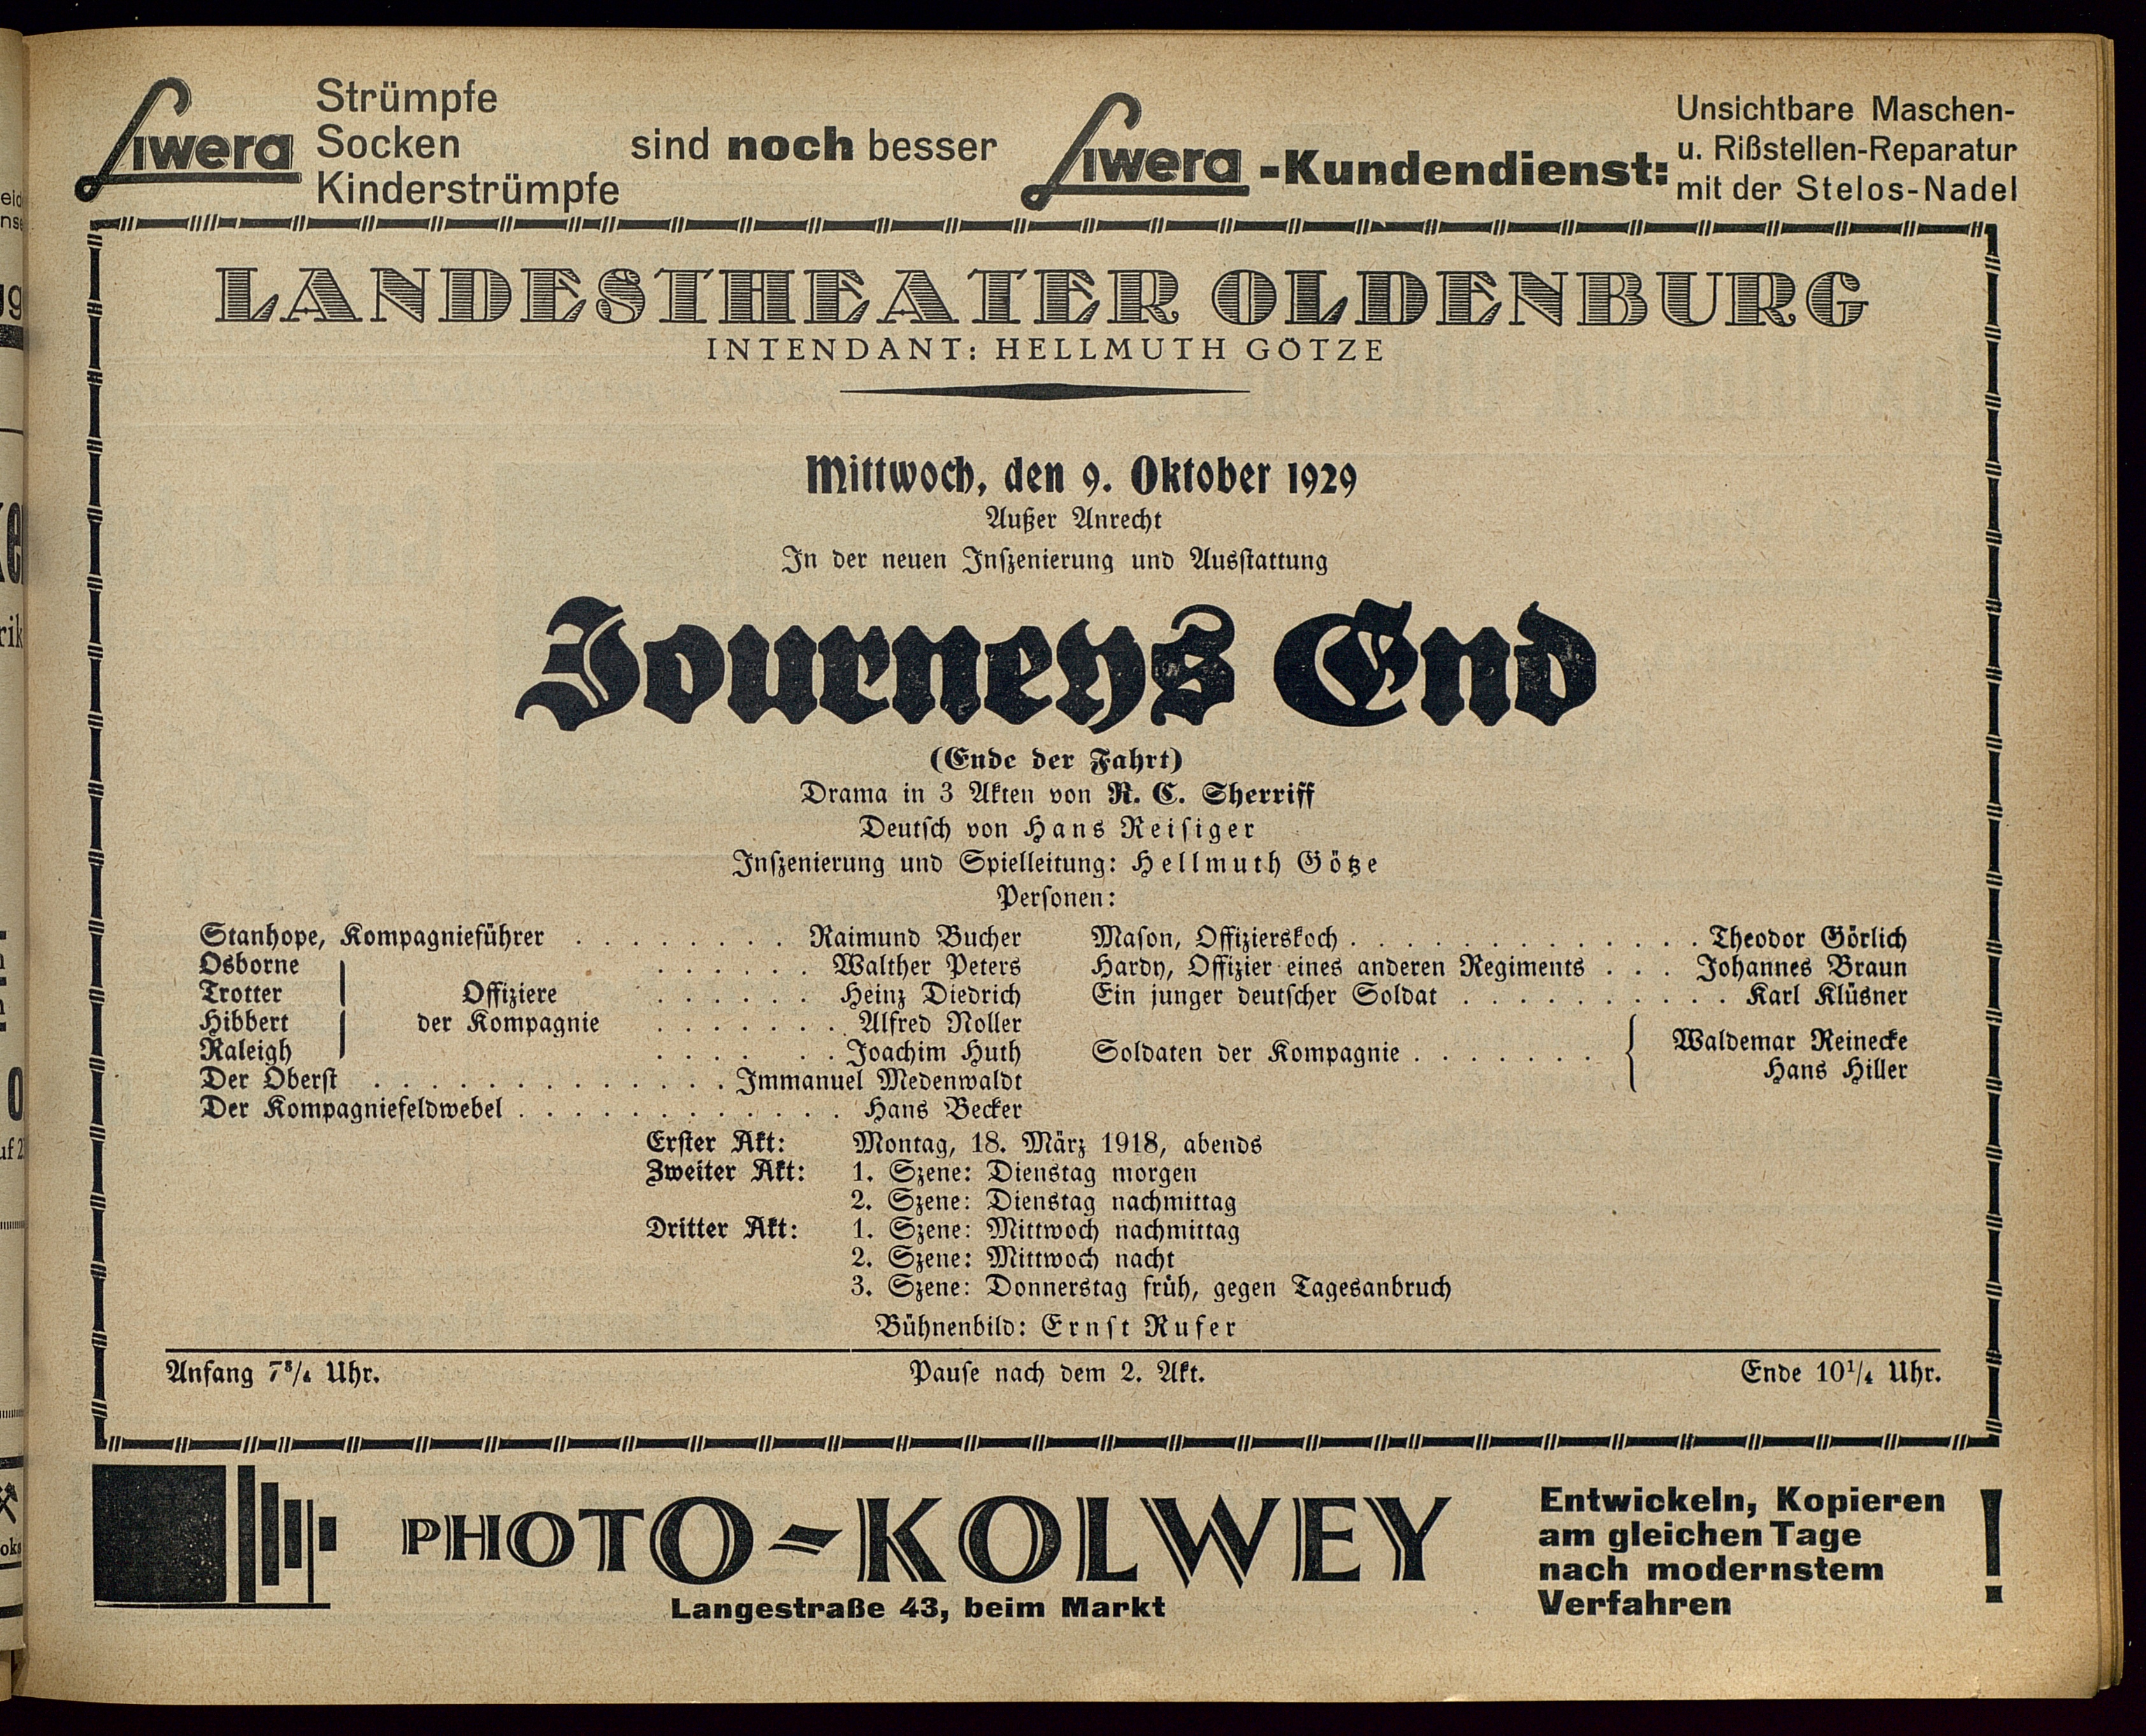 Liwera Strümpfe Socken Kinderstrümpfe sind noch besser
Liwera-Kundendienst: Unsichtbare Maschen-
u. Rißstellen-Reparatur
mit der Stelos-Nadel
LANDESTHEATER OLDENBURG
INTENDANT: HELLMUTH GÖTZE
Mittwoch, den 9. Oktober 1929
Außer Anrecht
In der neuen Inszenierung und Ausstattung
Journeys End
(Ende der Fahrt)
Drama in 3 Akten von R. C. Sherriff
Deutsch von Hans Reisiger
Inszenierung und Spielleitung: Hellmuth Götze
Personen:
Stanhope, Kompagnieführer . . . . . . . . Raimund Bucher
Osborne . . . . . . Walther Peters
Trotter Offiziere . . . . . . Heinz Diedrich
Hibbert der Kompagnie . . . . . . . Alfred Noller
Raleigh . . . . . . Joachim Huth
Der Oberst . . . . . . . . . . . . . Immanuel Medenwaldt
Der Kompagniefeldwebel . . . . . . . . . . . . Hans Becker
Mason, Offizierskoch . . . . . . . . . . . . . Theodor Görlich
Hardy, Offizier eines anderen Regiments . . . Johannes Braun
Ein junger deutscher Soldat . . . . . . . . . . Karl Klüsner
Soldaten der Kompagnie . . . . . . . { Waldemar Reinecke
Hans Hiller
Erster Akt: Montag, 18. März 1918, abends
Zweiter Akt: 1. Szene: Dienstag morgen
2. Szene: Dienstag nachmittag
Dritter Akt: 1. Szene: Mittwoch nachmittag
2. Szene: Mittwoch nacht
3. Szene: Donnerstag früh, gegen Tagesanbruch
Bühnenbild: Ernst Rufer
Anfang 7¾ Uhr. Pause nach dem 2. Akt. Ende 10¼ Uhr.
PHOTO-KOLWEY
Langestraße 43, beim Markt
Entwickeln, Kopieren
am gleichen Tage
nach modernstem
Verfahren !